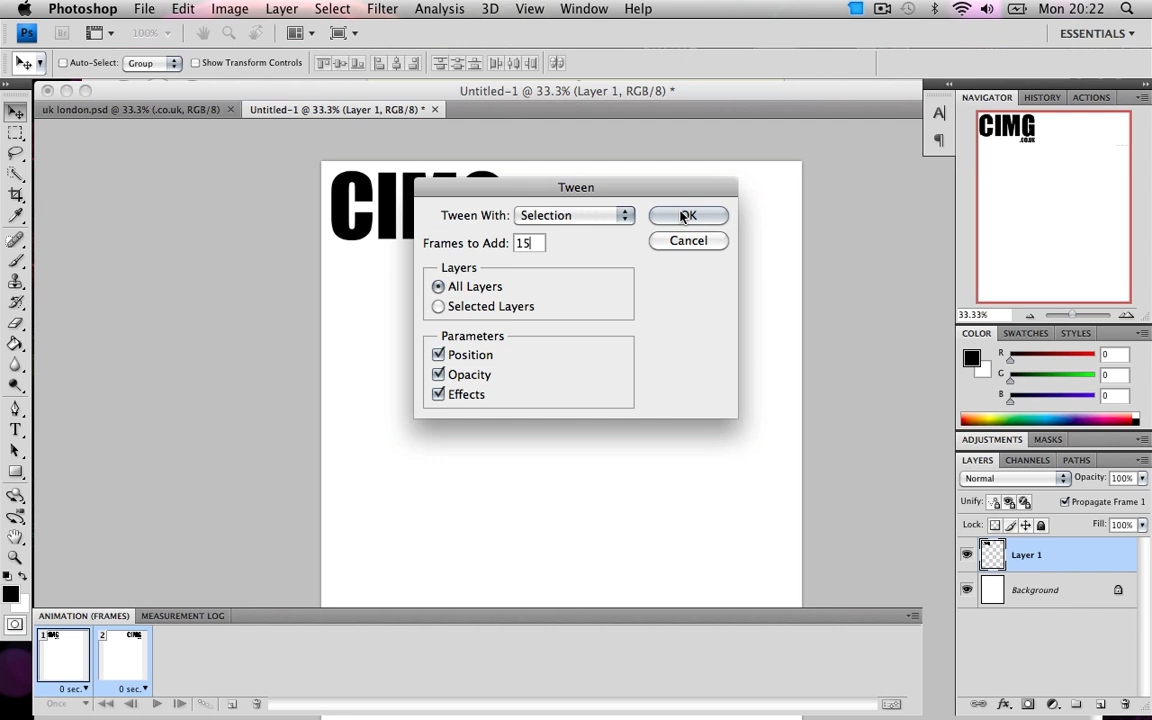 Photoshop File Edit Image Layer Select Filter Analysis 3D View Window Help Mon 20:22
Ps Br 100% ESSENTIALS
Auto-Select: Group Show Transform Controls
Untitled-1 @ 33.3% (Layer 1, RGB/8) *
uk london.psd @ 33.3% (.co.uk, RGB/8) Untitled-1 @ 33.3% (Layer 1, RGB/8) *
NAVIGATOR HISTORY ACTIONS
CIMG
.CO.UK
33.33%
Tween
Tween With: Selection OK
Frames to Add: 15 Cancel
Layers
All Layers
Selected Layers
Parameters
Position
Opacity
Effects
COLOR SWATCHES STYLES
R 0
G 0
B 0
ADJUSTMENTS MASKS
LAYERS CHANNELS PATHS
Normal Opacity: 100%
Unify: Propagate Frame 1
Lock: Fill: 100%
Layer 1
Background
ANIMATION (FRAMES) MEASUREMENT LOG
1 CIMG 2 CIMG
0 sec. 0 sec.
Once